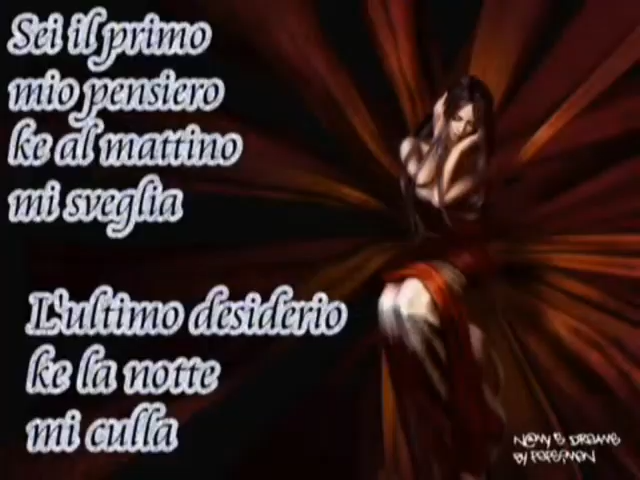 Sei il primo
mio pensiero
ke al mattino
mi sveglia
L'ultimo desiderio
ke la notte
mi culla